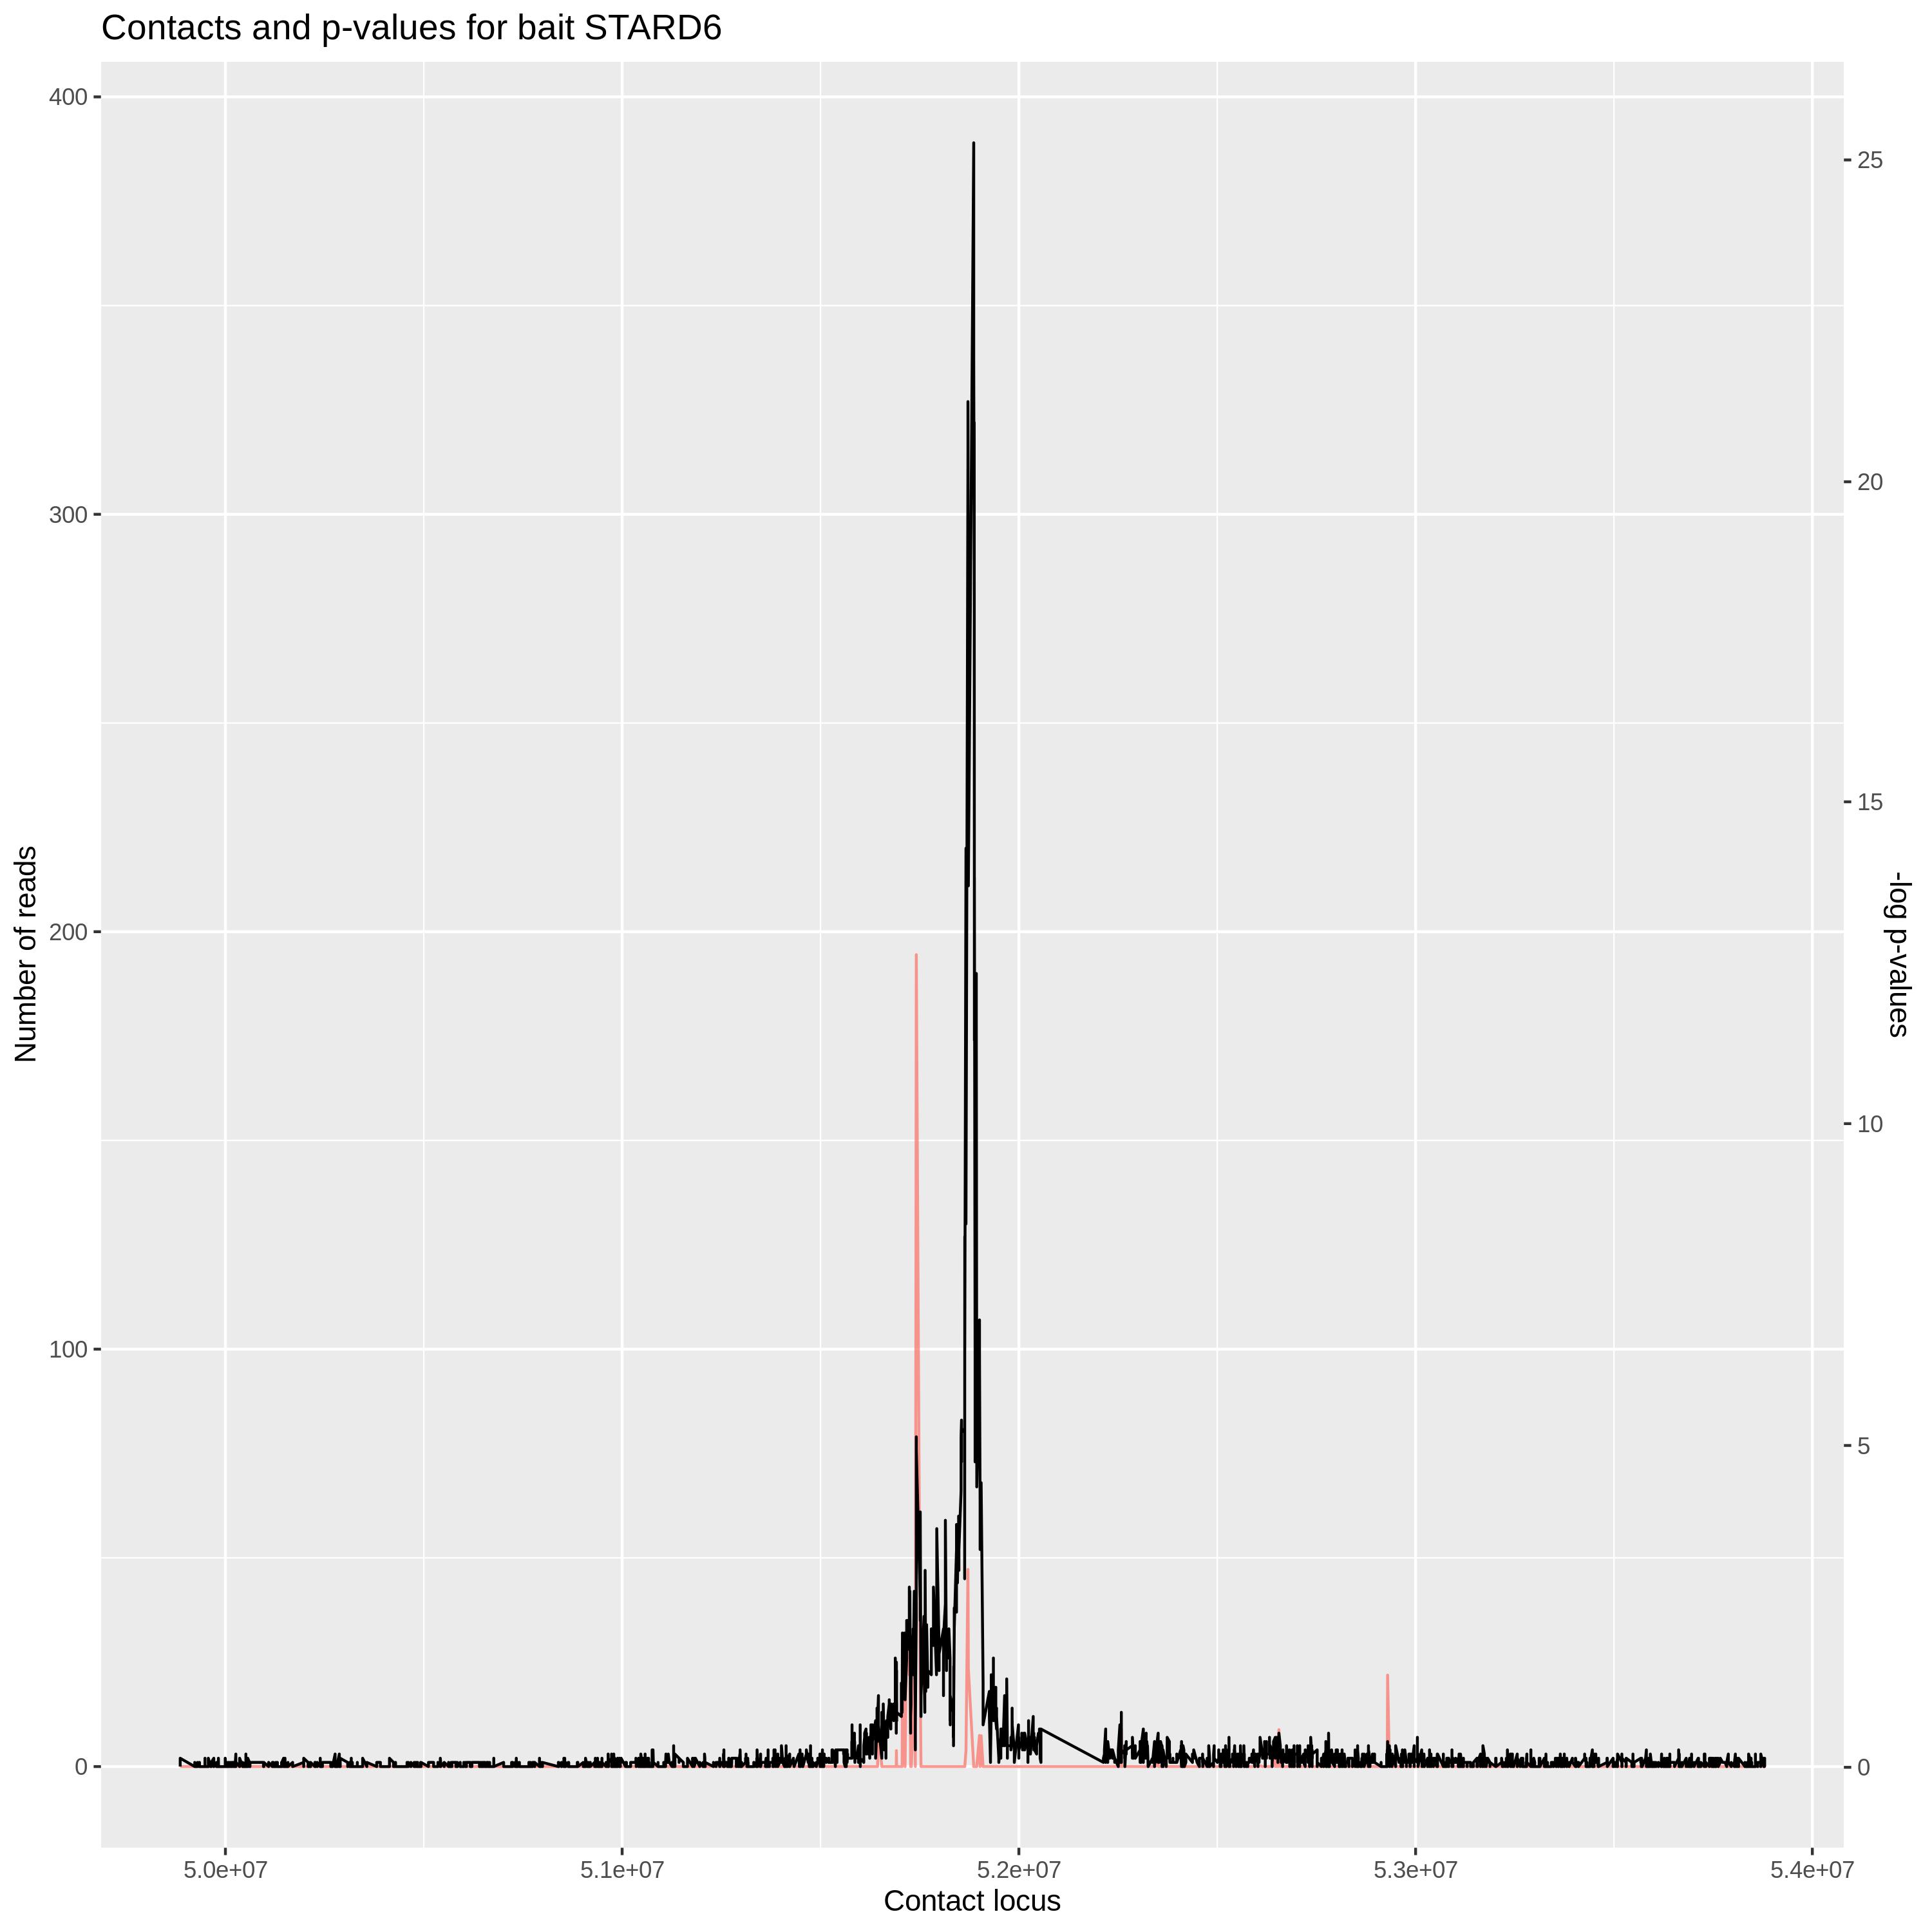 Contacts and p-values for bait STARD6
Number of reads
400
300
200
100
0
25
20
15
10
5
0
-log p-values
5.0e+07 5.1e+07 5.2e+07 5.3e+07 5.4e+07
Contact locus